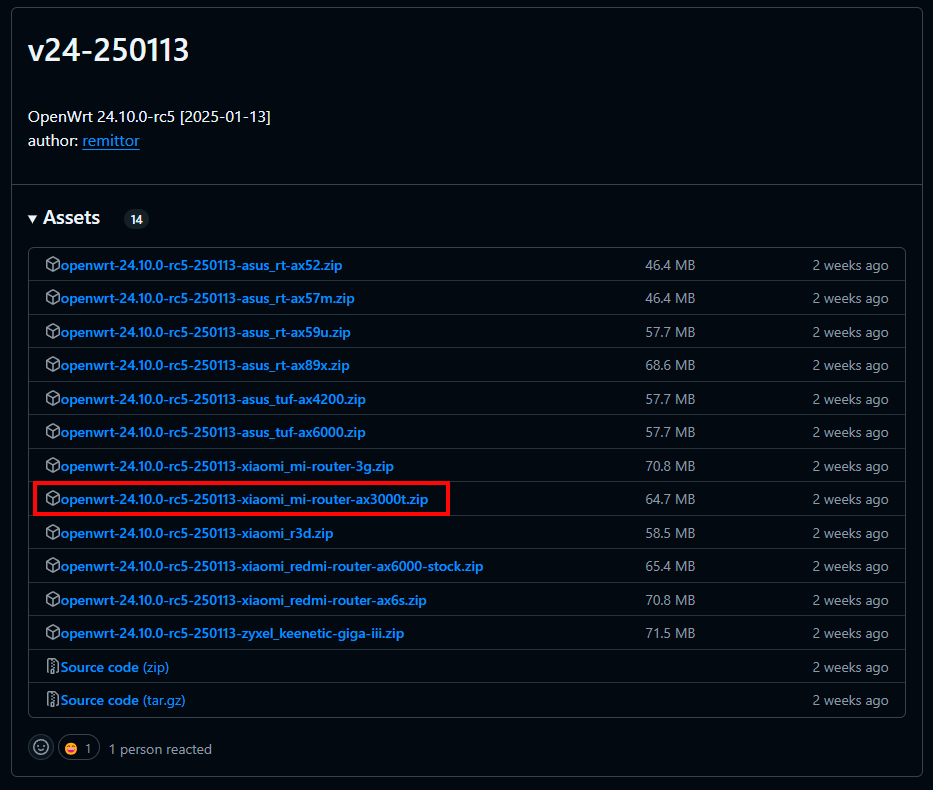 v24-250113
OpenWrt 24.10.0-rc5 [2025-01-13]
author: remittor
Assets 14
openwrt-24.10.0-rc5-250113-asus_rt-ax52.zip 46.4 MB 2 weeks ago
openwrt-24.10.0-rc5-250113-asus_rt-ax57m.zip 46.4 MB 2 weeks ago
openwrt-24.10.0-rc5-250113-asus_rt-ax59u.zip 57.7 MB 2 weeks ago
openwrt-24.10.0-rc5-250113-asus_rt-ax89x.zip 68.6 MB 2 weeks ago
openwrt-24.10.0-rc5-250113-asus_tuf-ax4200.zip 57.7 MB 2 weeks ago
openwrt-24.10.0-rc5-250113-asus_tuf-ax6000.zip 57.7 MB 2 weeks ago
openwrt-24.10.0-rc5-250113-xiaomi_mi-router-3g.zip 70.8 MB 2 weeks ago
openwrt-24.10.0-rc5-250113-xiaomi_mi-router-ax3000t.zip 64.7 MB 2 weeks ago
openwrt-24.10.0-rc5-250113-xiaomi_r3d.zip 58.5 MB 2 weeks ago
openwrt-24.10.0-rc5-250113-xiaomi_redmi-router-ax6000-stock.zip 65.4 MB 2 weeks ago
openwrt-24.10.0-rc5-250113-xiaomi_redmi-router-ax6s.zip 70.8 MB 2 weeks ago
openwrt-24.10.0-rc5-250113-zyxel_keenetic-giga-iii.zip 71.5 MB 2 weeks ago
Source code (zip) 2 weeks ago
Source code (tar.gz) 2 weeks ago
1 1 person reacted